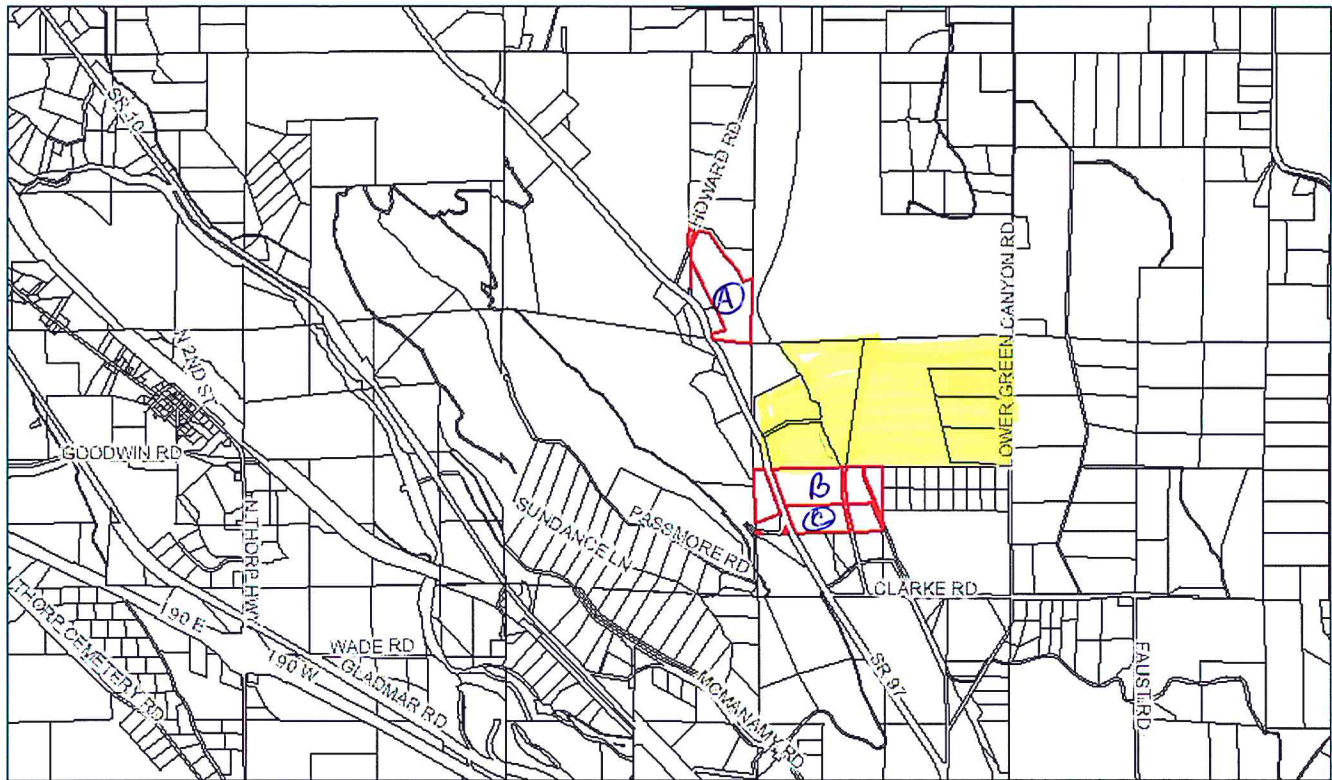 SR 10
HOWARD RD
LOWER GREEN CANYON RD
A
N 2ND ST
GOODWIN RD
B
C
N THORP HWY
SUNDANCE LN
PASSMORE RD
CLARKE RD
THORP CEMETERY RD
I 90 E
I 90 W
WADE RD
GLADMAR RD
MCMANAMY RD
SR 97
FAUST RD